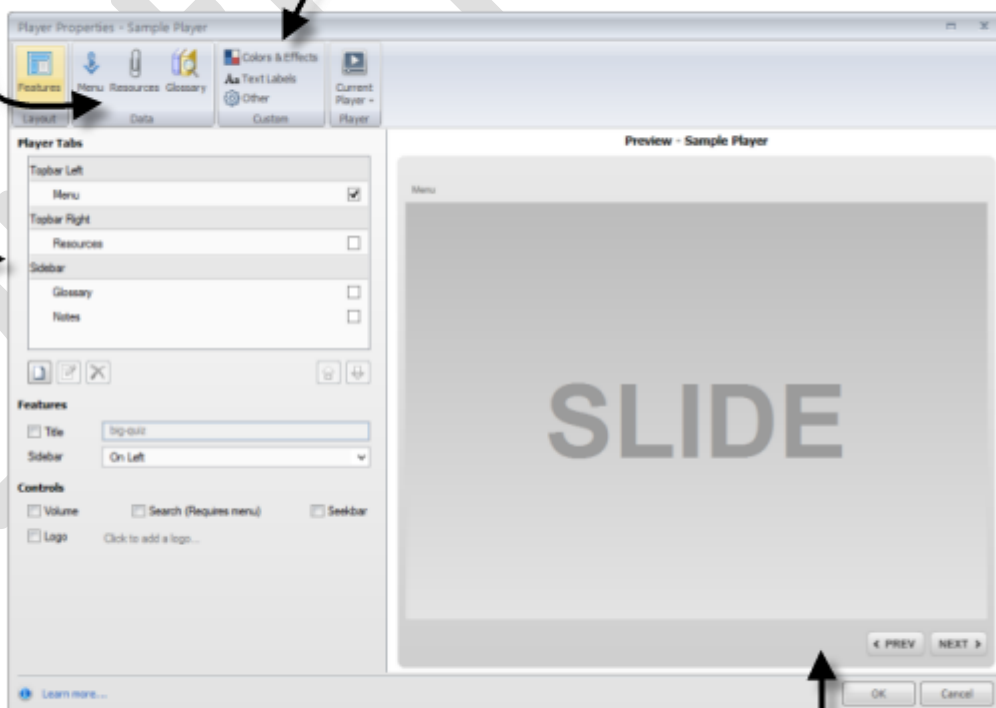 Player Properties - Sample Player
Features
Menu Resources Glossary
Colors & Effects
Aa Text Labels
Other
Current Player
Layout Data Custom Player
Player Tabs
Preview - Sample Player
Topbar Left
Menu
Topbar Right
Resources
Sidebar
Glossary
Notes
Menu
SLIDE
Features
Title big-quiz
Sidebar On Left
Controls
Volume Search (Requires menu) Seekbar
Logo Click to add a logo...
PREV NEXT
Learn more...
OK Cancel